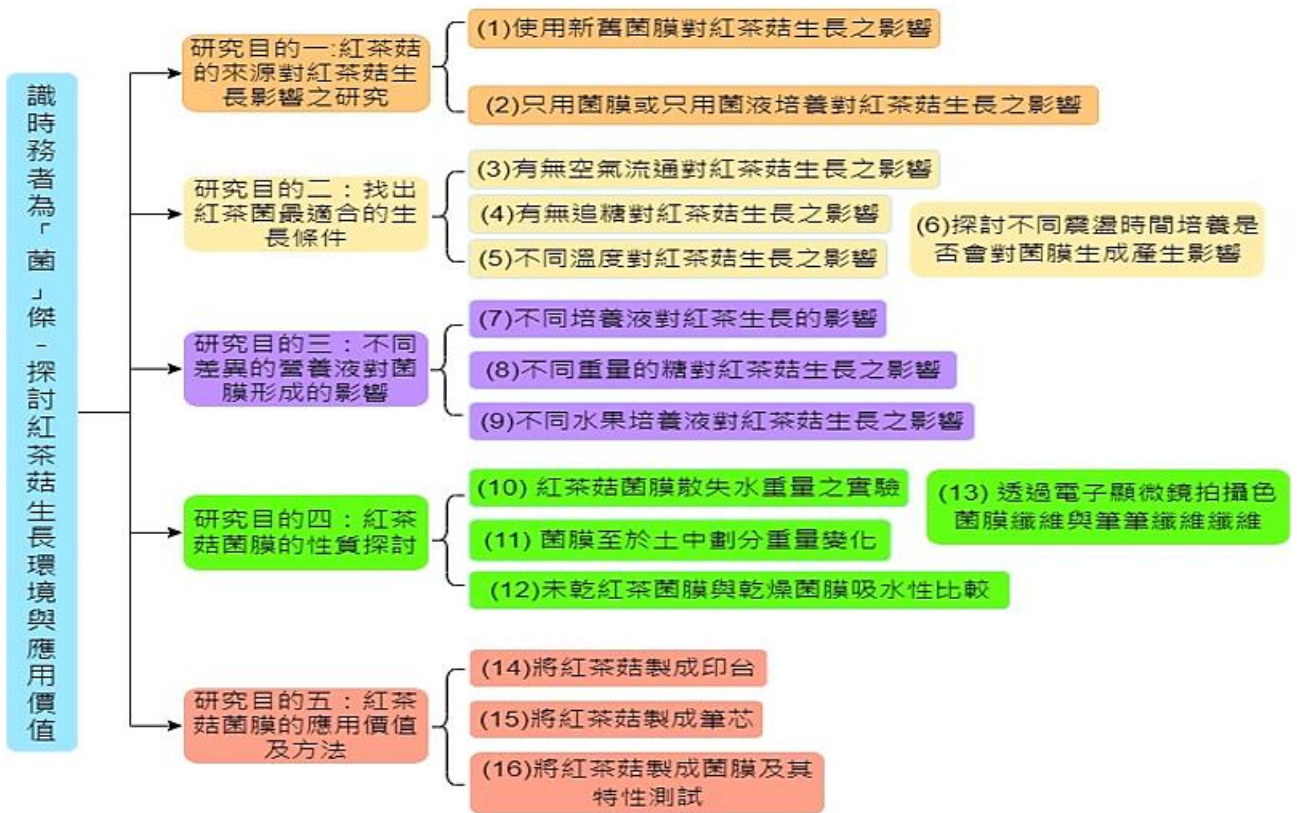 識時務者為「菌」傑-探討紅茶菇生長環境與應用價值
研究目的一:紅茶菇
的來源對紅茶菇生
長影響之研究
(1)使用新舊菌膜對紅茶菇生長之影響
(2)只用菌膜或只用菌液培養對紅茶菇生長之影響
研究目的二：找出
紅茶菌最適合的生
長條件
(3)有無空氣流通對紅茶菇生長之影響
(4)有無追糖對紅茶菇生長之影響
(5)不同溫度對紅茶菇生長之影響
(6)探討不同震盪時間培養是
否會對菌膜生成產生影響
研究目的三：不同
差異的營養液對菌
膜形成的影響
(7)不同培養液對紅茶生長的影響
(8)不同重量的糖對紅茶菇生長之影響
(9)不同水果培養液對紅茶菇生長之影響
研究目的四：紅茶
菇菌膜的性質探討
(10) 紅茶菇菌膜散失水重量之實驗
(11) 菌膜至於土中劃分重量變化
(12)未乾紅茶菌膜與乾燥菌膜吸水性比較
(13) 透過電子顯微鏡拍攝色
菌膜纖維與筆筆纖維纖維
研究目的五：紅茶
菇菌膜的應用價值
及方法
(14)將紅茶菇製成印台
(15)將紅茶菇製成筆芯
(16)將紅茶菇製成菌膜及其
特性測試